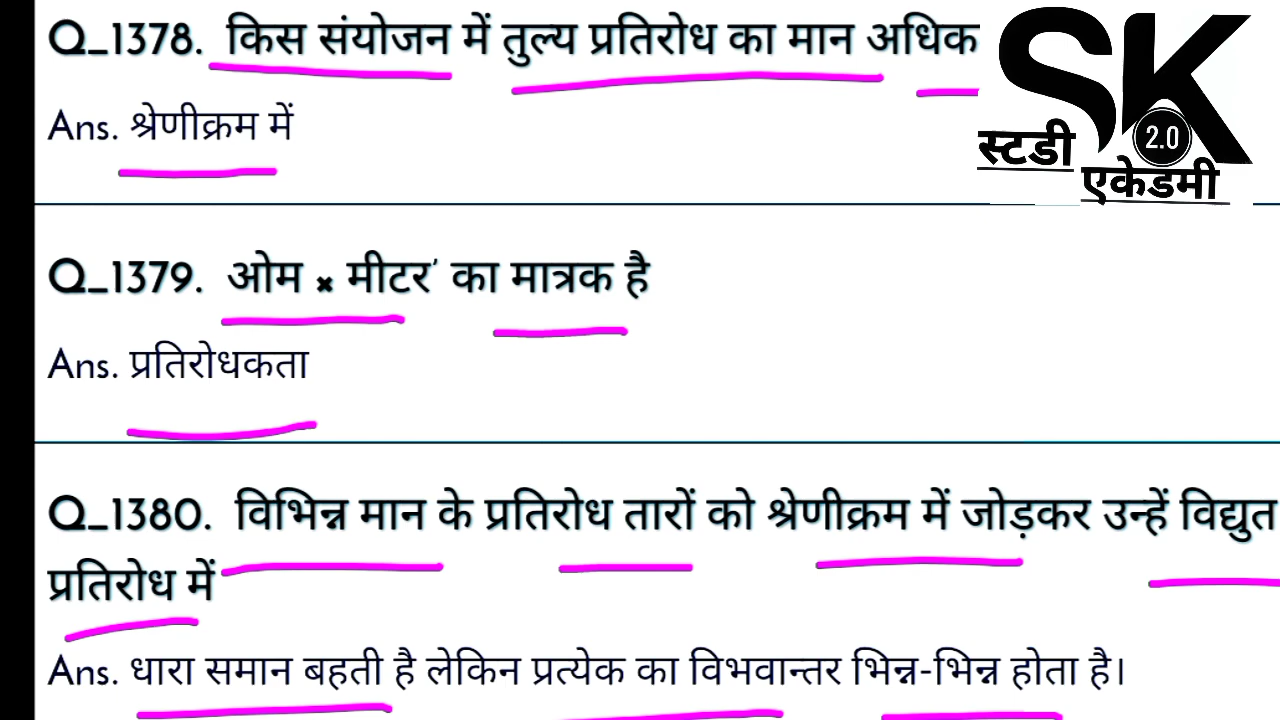 Q_1378. किस संयोजन में तुल्य प्रतिरोध का मान अधिक
SK
2.0
स्टडी
एकेडमी
Ans. श्रेणीक्रम में
Q_1379. ओम × मीटर’ का मात्रक है
Ans. प्रतिरोधकता
Q_1380. विभिन्न मान के प्रतिरोध तारों को श्रेणीक्रम में जोड़कर उन्हें विद्युत
प्रतिरोध में
Ans. धारा समान बहती है लेकिन प्रत्येक का विभवान्तर भिन्न-भिन्न होता है।